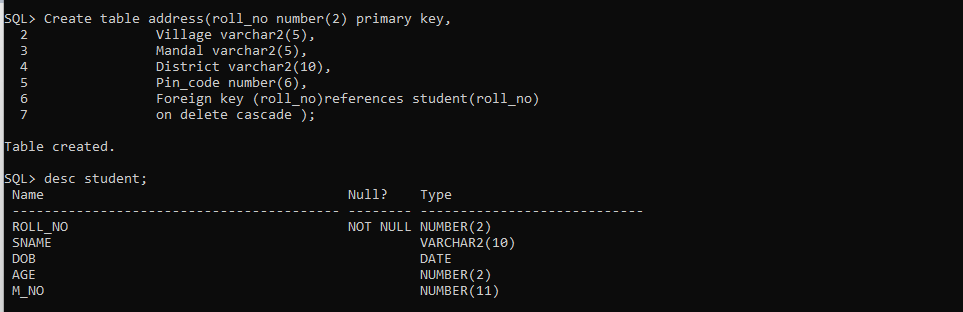 SQL> Create table address(roll_no number(2) primary key,
  2                Village varchar2(5),
  3                Mandal varchar2(5),
  4                District varchar2(10),
  5                Pin_code number(6),
  6                Foreign key (roll_no)references student(roll_no)
  7                on delete cascade );
Table created.
SQL> desc student;
 Name                                      Null?    Type
 ----------------------------------------- -------- ----------------------------
 ROLL_NO                                   NOT NULL NUMBER(2)
 SNAME                                              VARCHAR2(10)
 DOB                                                DATE
 AGE                                                NUMBER(2)
 M_NO                                               NUMBER(11)